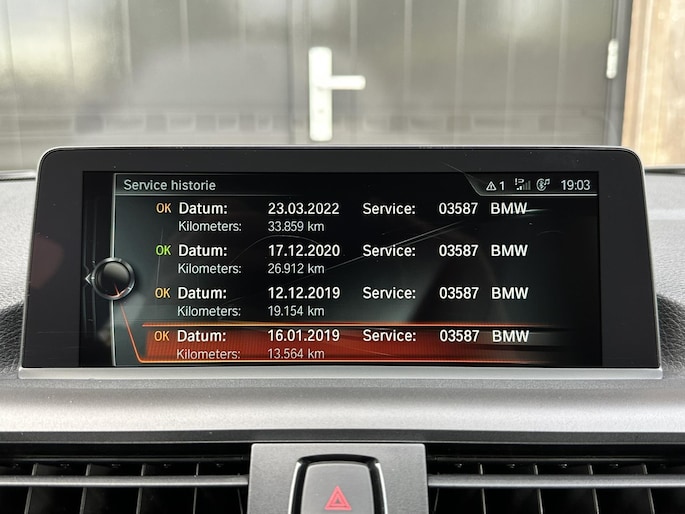 Service historie 1 19:03
OK Datum: 23.03.2022 Service: 03587 BMW
Kilometers: 33.859 km
OK Datum: 17.12.2020 Service: 03587 BMW
Kilometers: 26.912 km
OK Datum: 12.12.2019 Service: 03587 BMW
Kilometers: 19.154 km
OK Datum: 16.01.2019 Service: 03587 BMW
Kilometers: 13.564 km